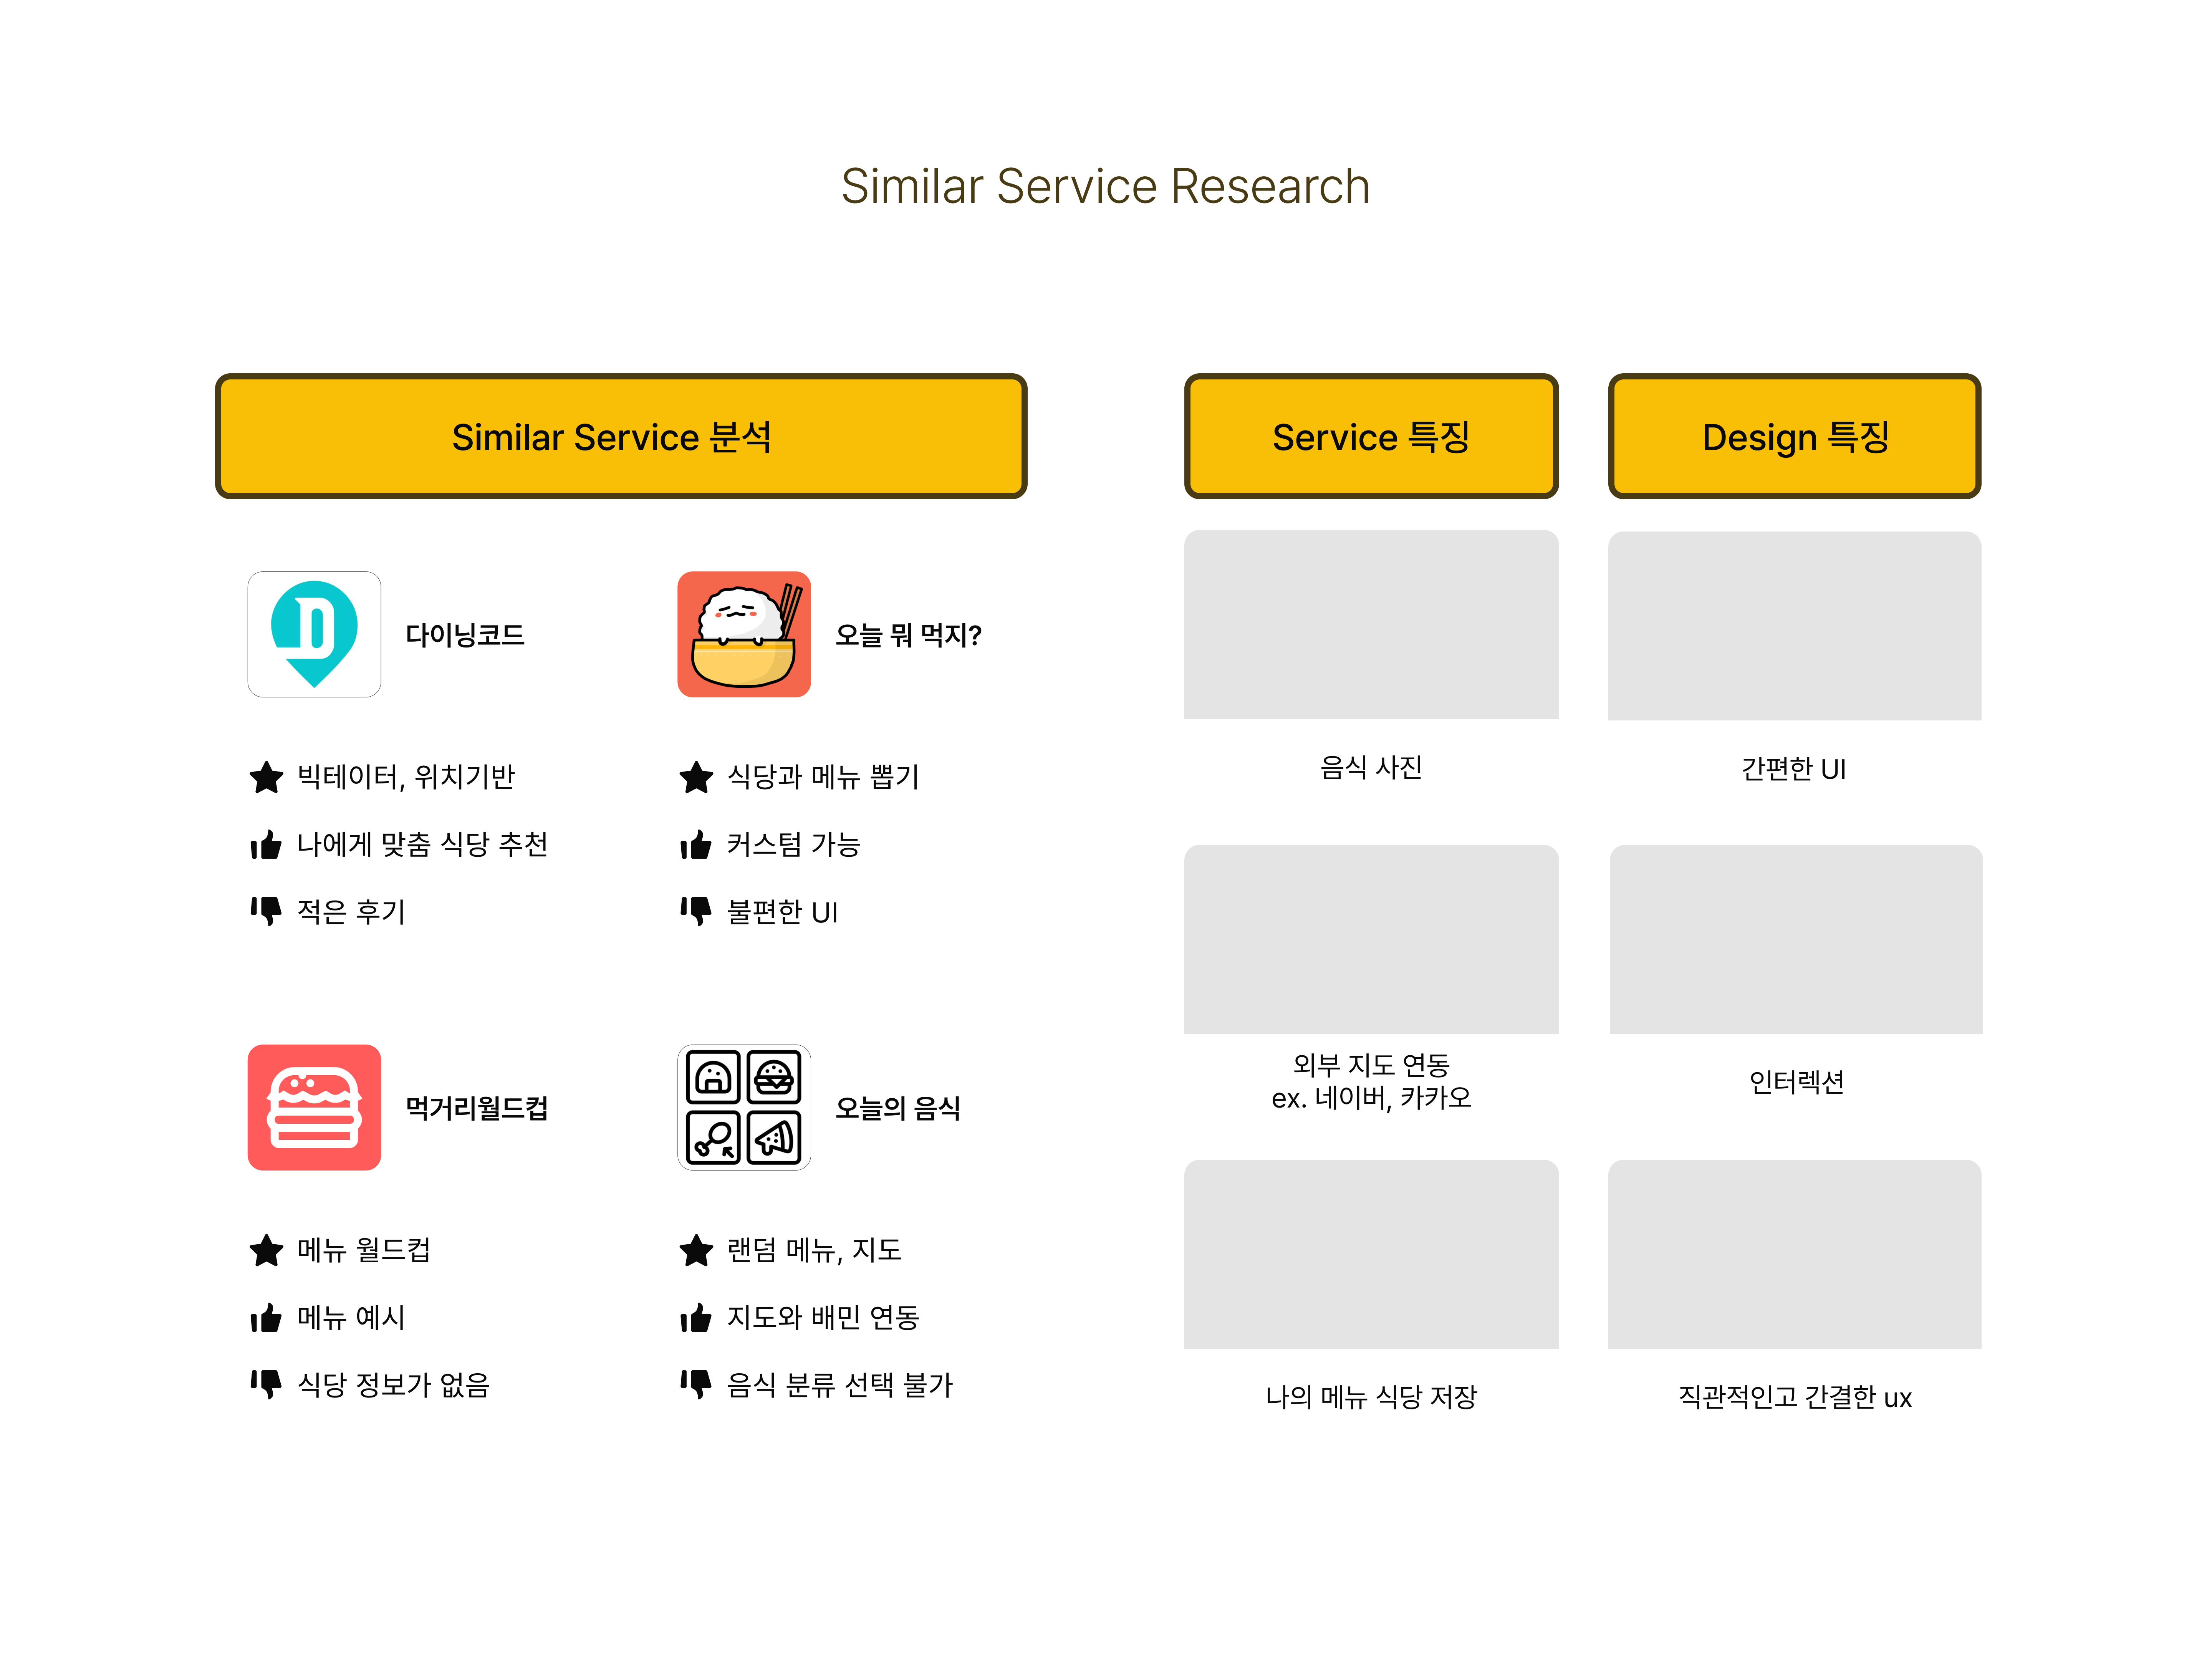 Similar Service Research
Similar Service 분석
다이닝코드
빅테이터, 위치기반
나에게 맞춤 식당 추천
적은 후기
오늘 뭐 먹지?
식당과 메뉴 뽑기
커스텀 가능
불편한 UI
먹거리월드컵
메뉴 월드컵
메뉴 예시
식당 정보가 없음
오늘의 음식
랜덤 메뉴, 지도
지도와 배민 연동
음식 분류 선택 불가
Service 특징
음식 사진
외부 지도 연동
ex. 네이버, 카카오
나의 메뉴 식당 저장
Design 특징
간편한 UI
인터렉션
직관적인고 간결한 ux